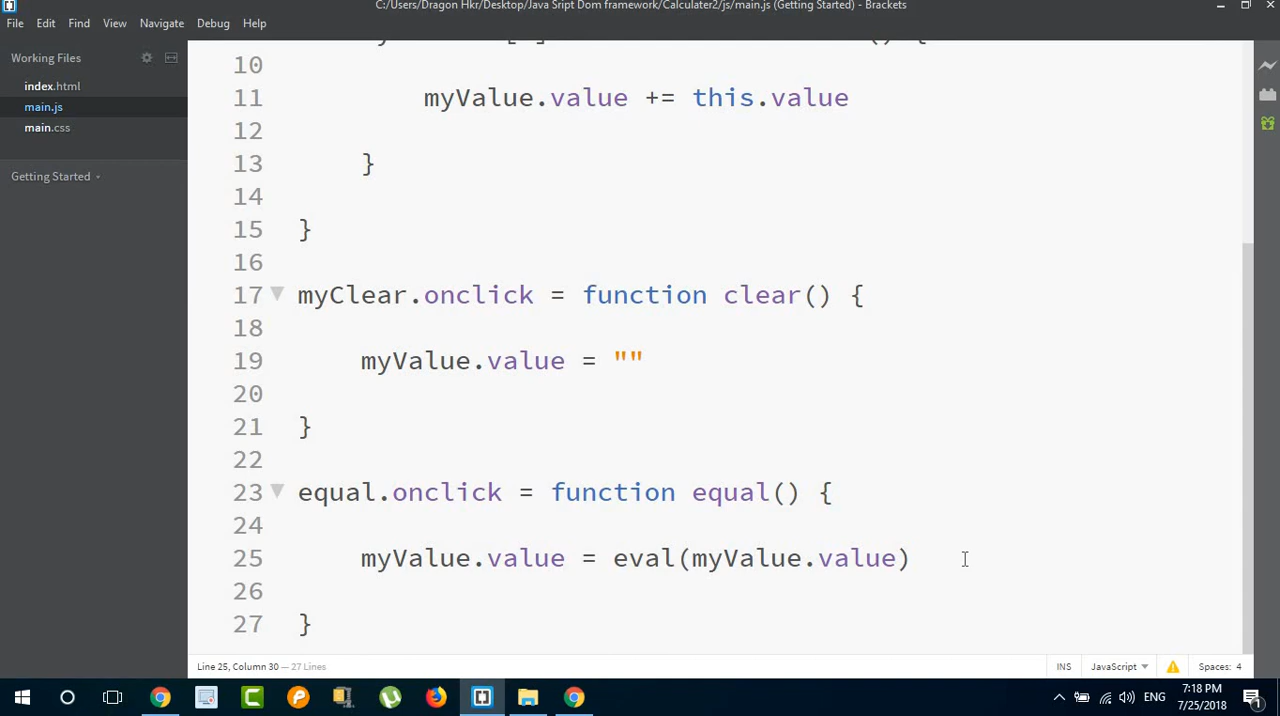 C:/Users/Dragon Hkr/Desktop/Java Sript Dom framework/Calculater2/js/main.js (Getting Started) - Brackets
File Edit Find View Navigate Debug Help
Working Files
index.html
main.js
main.css
Getting Started
() {
10
11 myValue.value += this.value
12
13 }
14
15 }
16
17 myClear.onclick = function clear() {
18
19 myValue.value = ""
20
21 }
22
23 equal.onclick = function equal() {
24
25 myValue.value = eval(myValue.value)
26
27 }
Line 25, Column 30 — 27 Lines
INS JavaScript Spaces: 4
ENG
7:18 PM
7/25/2018
1